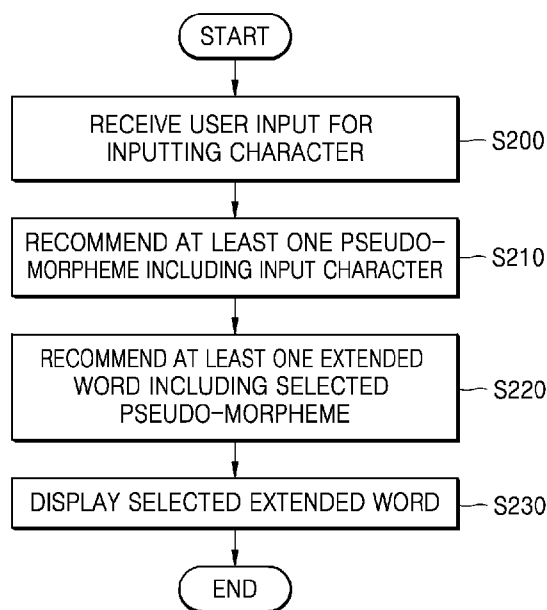 START
RECEIVE USER INPUT FOR
INPUTTING CHARACTER
S200
RECOMMEND AT LEAST ONE PSEUDO-
MORPHEME INCLUDING INPUT CHARACTER
S210
RECOMMEND AT LEAST ONE EXTENDED
WORD INCLUDING SELECTED
PSEUDO-MORPHEME
S220
DISPLAY SELECTED EXTENDED WORD
S230
END